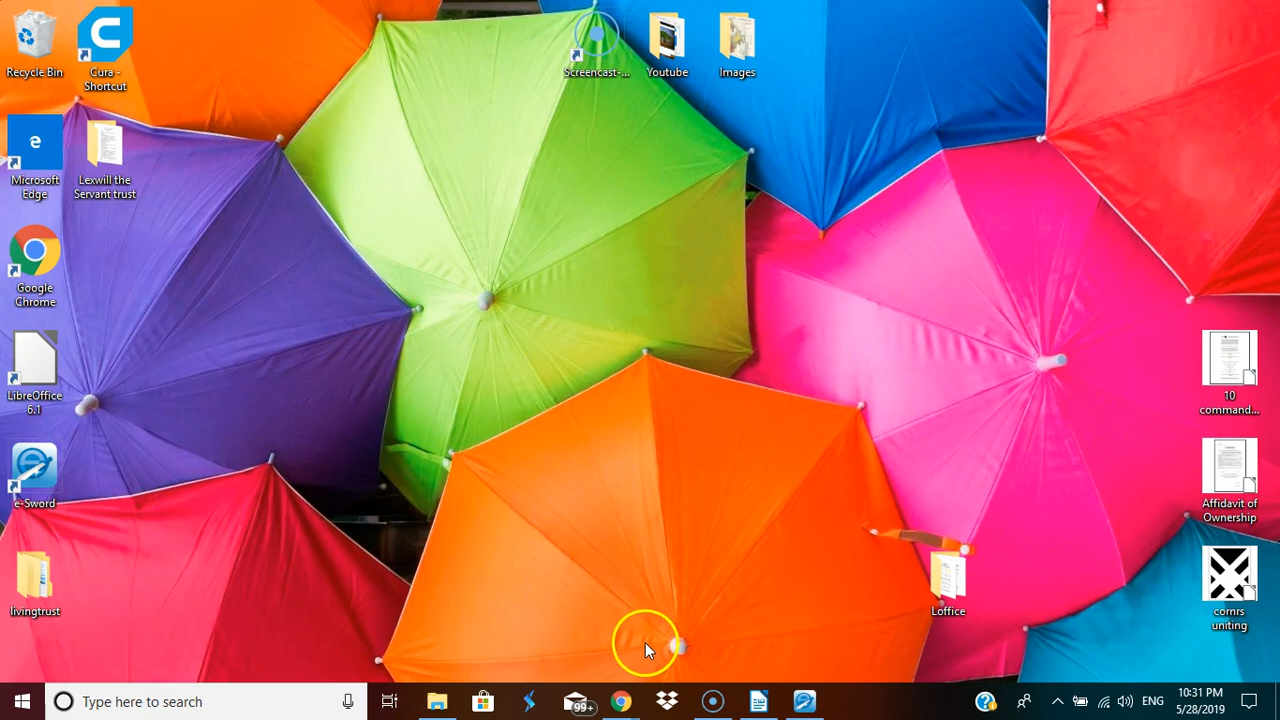 Recycle Bin
Cura -
Shortcut
Screencast-...
Youtube
Images
Microsoft
Edge
Lexwill the
Servant trust
Google
Chrome
LibreOffice
6.1
10
command...
e-Sword
Affidavit of
Ownership
livingtrust
Loffice
cornrs
uniting
Type here to search
99+
ENG
10:31 PM
5/28/2019